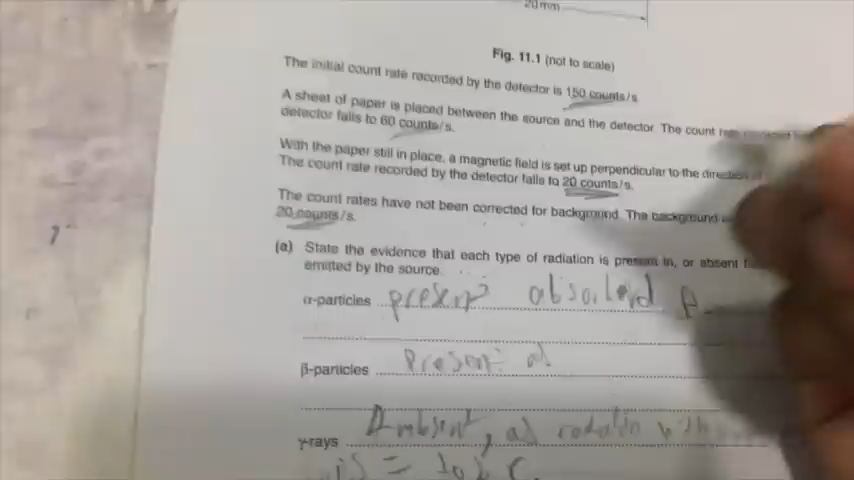 20 mm
Fig. 11.1 (not to scale)
The initial count rate recorded by the detector is 150 counts/s.
A sheet of paper is placed between the source and the detector. The count rate
detector falls to 60 counts/s.
With the paper still in place, a magnetic field is set up perpendicular to the direction of
The count rate recorded by the detector falls to 20 counts/s.
The count rates have not been corrected for background. The background
20 counts/s.
(a) State the evidence that each type of radiation is present in, or absent
emitted by the source.
α-particles present
β-particles present
γ-rays , as
is =